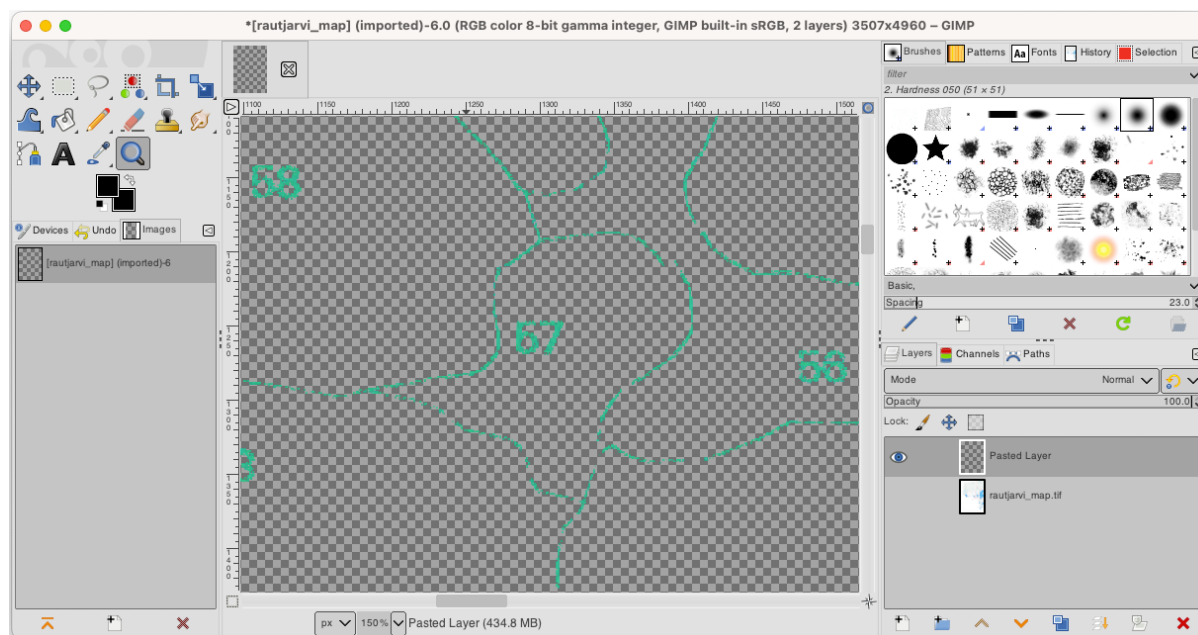 *[rautjarvi_map] (imported)-6.0 (RGB color 8-bit gamma integer, GIMP built-in sRGB, 2 layers) 3507x4960 – GIMP
Brushes
Patterns
Aa Fonts
History
Selection
filter
2. Hardness 050 (51 × 51)
1100 1150 1200 1250 1300 1350 1400 1450 1500
58
57
56
3
Devices
Undo
Images
[rautjarvi_map] (imported)-6
Basic,
Spacing 23.0
Layers
Channels
Paths
Mode Normal
Opacity 100.0
Lock:
Pasted Layer
rautjarvi_map.tif
px 150% Pasted Layer (434.8 MB)